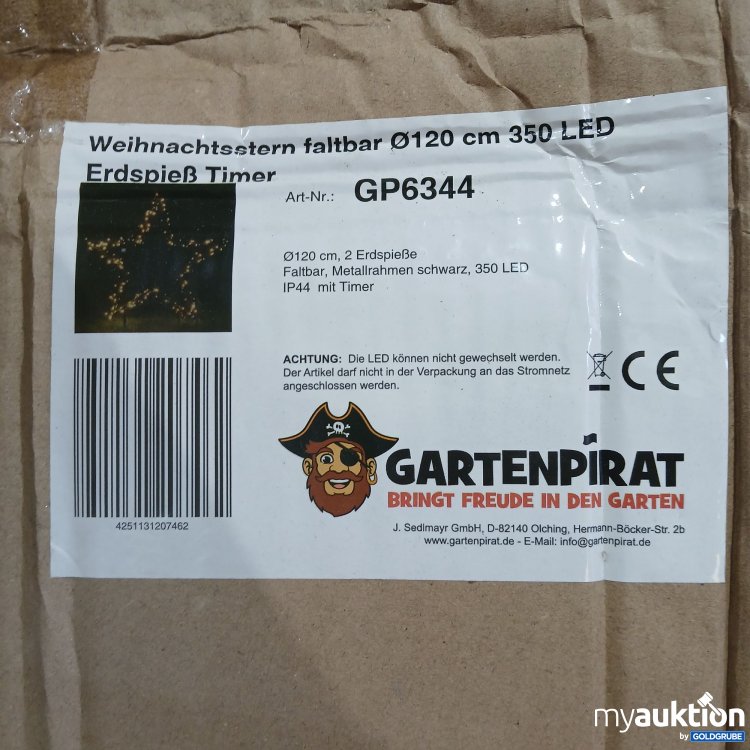 Weihnachtsstern faltbar Ø120 cm 350 LED
Erdspieß Timer
Art-Nr.: GP6344
Ø120 cm, 2 Erdspieße
Faltbar, Metallrahmen schwarz, 350 LED
IP44 mit Timer
ACHTUNG: Die LED können nicht gewechselt werden.
Der Artikel darf nicht in der Verpackung an das Stromnetz
angeschlossen werden.
CE
GARTENPIRAT
BRINGT FREUDE IN DEN GARTEN
4251131207462
J. Sedlmayr GmbH, D-82140 Olching, Hermann-Böcker-Str. 2b
www.gartenpirat.de - E-Mail: info@gartenpirat.de
myauktion
by GOLDGRUBE